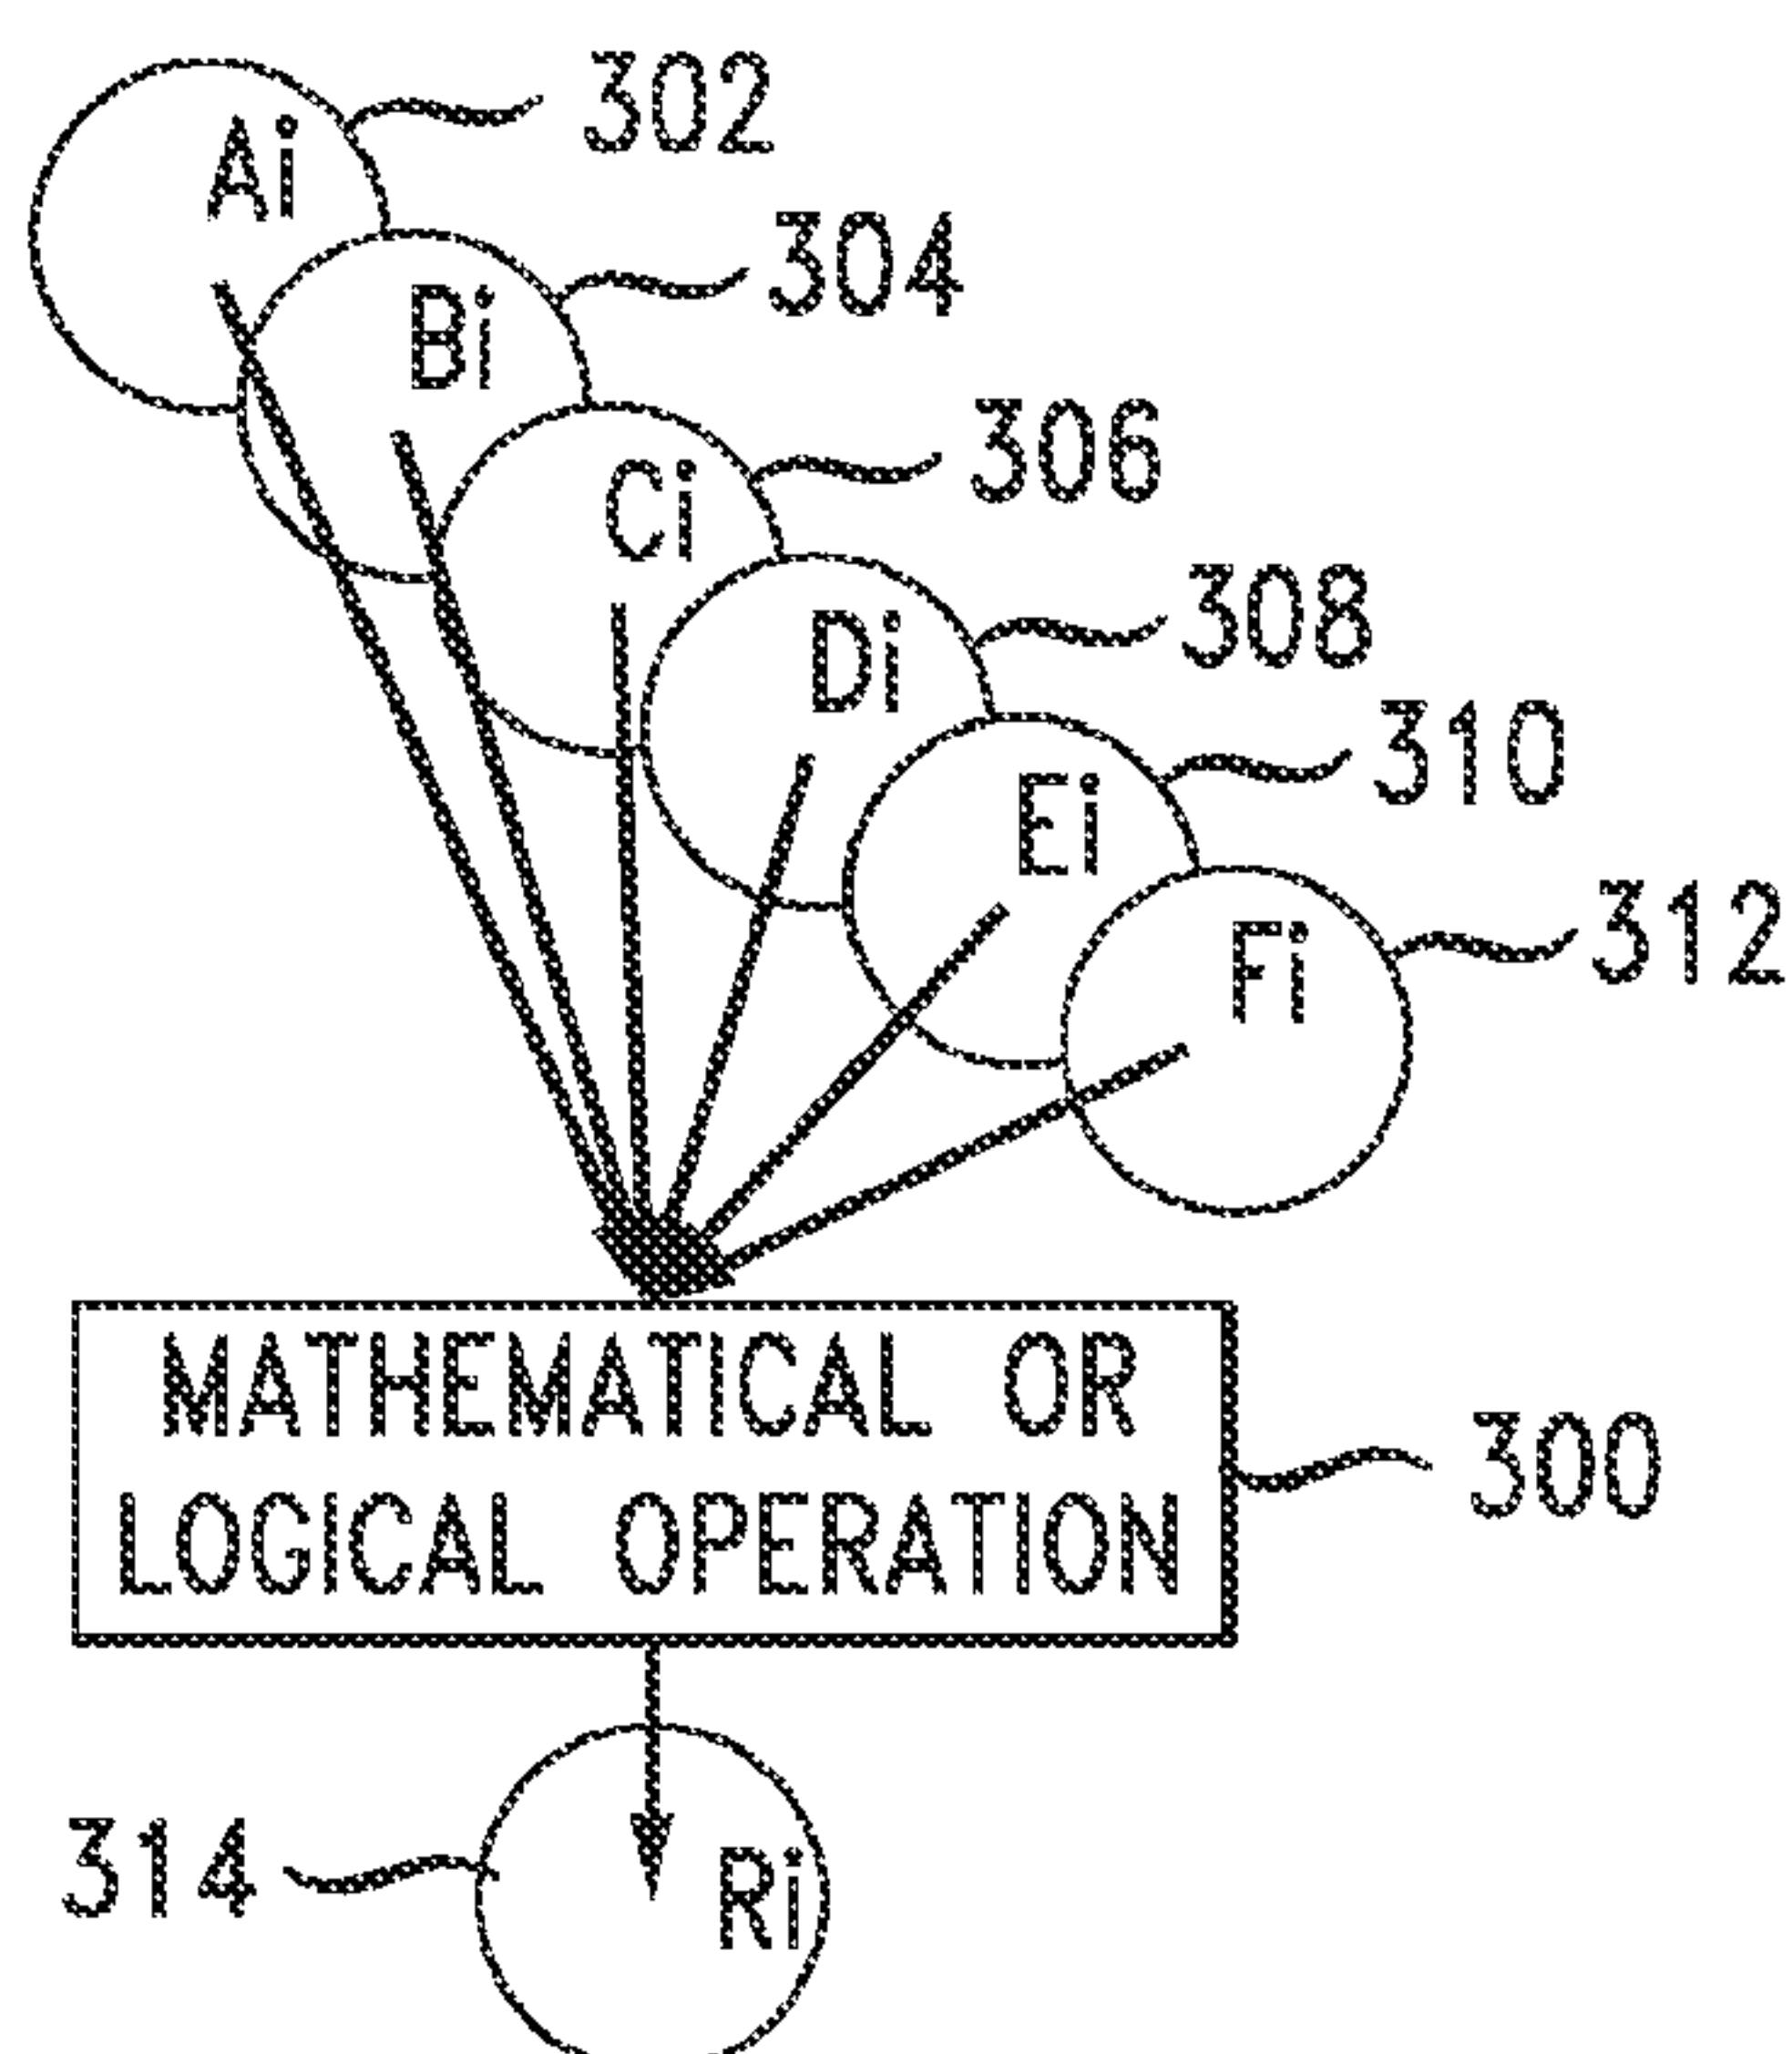 Ai 302
Bi 304
Ci 306
Di 308
Ei 310
Fi 312
MATHEMATICAL OR
LOGICAL OPERATION
300
314
Ri